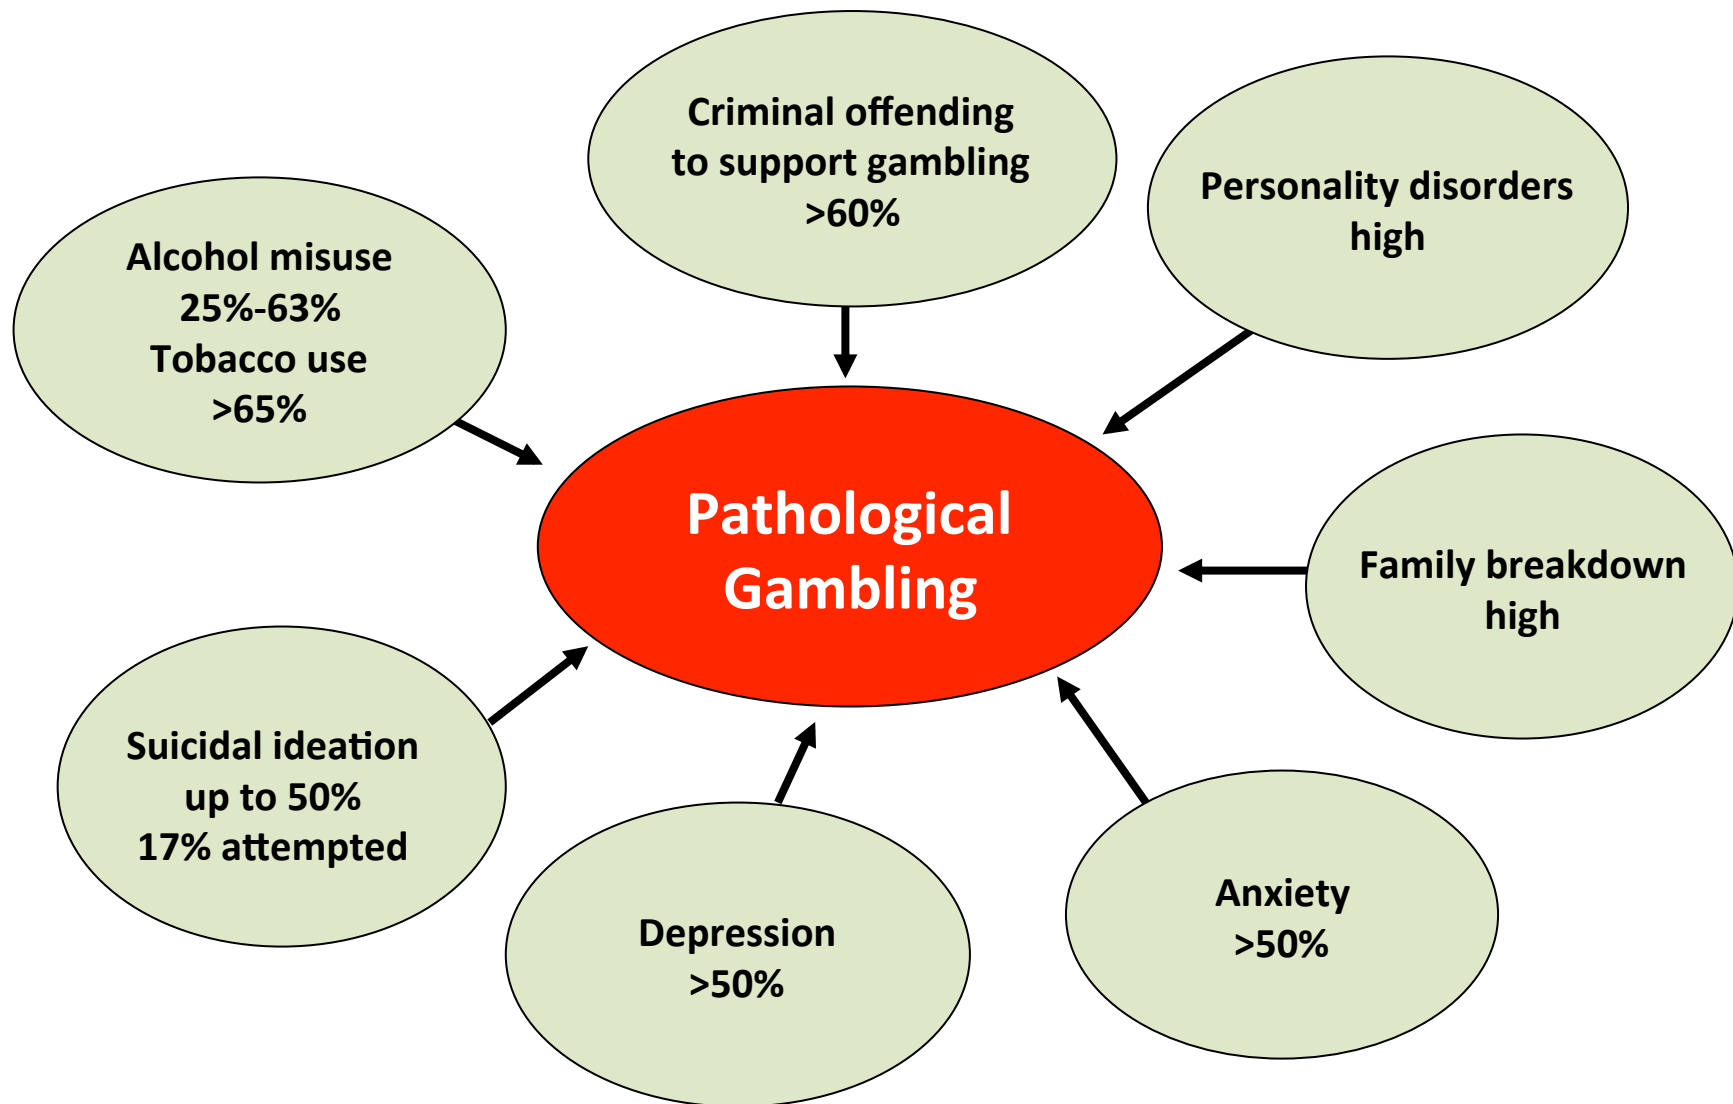 Criminal offending
to support gambling
>60%
Personality disorders
high
Alcohol misuse
25%-63%
Tobacco use
>65%
Pathological
Gambling
Family breakdown
high
Suicidal ideation
up to 50%
17% attempted
Depression
>50%
Anxiety
>50%